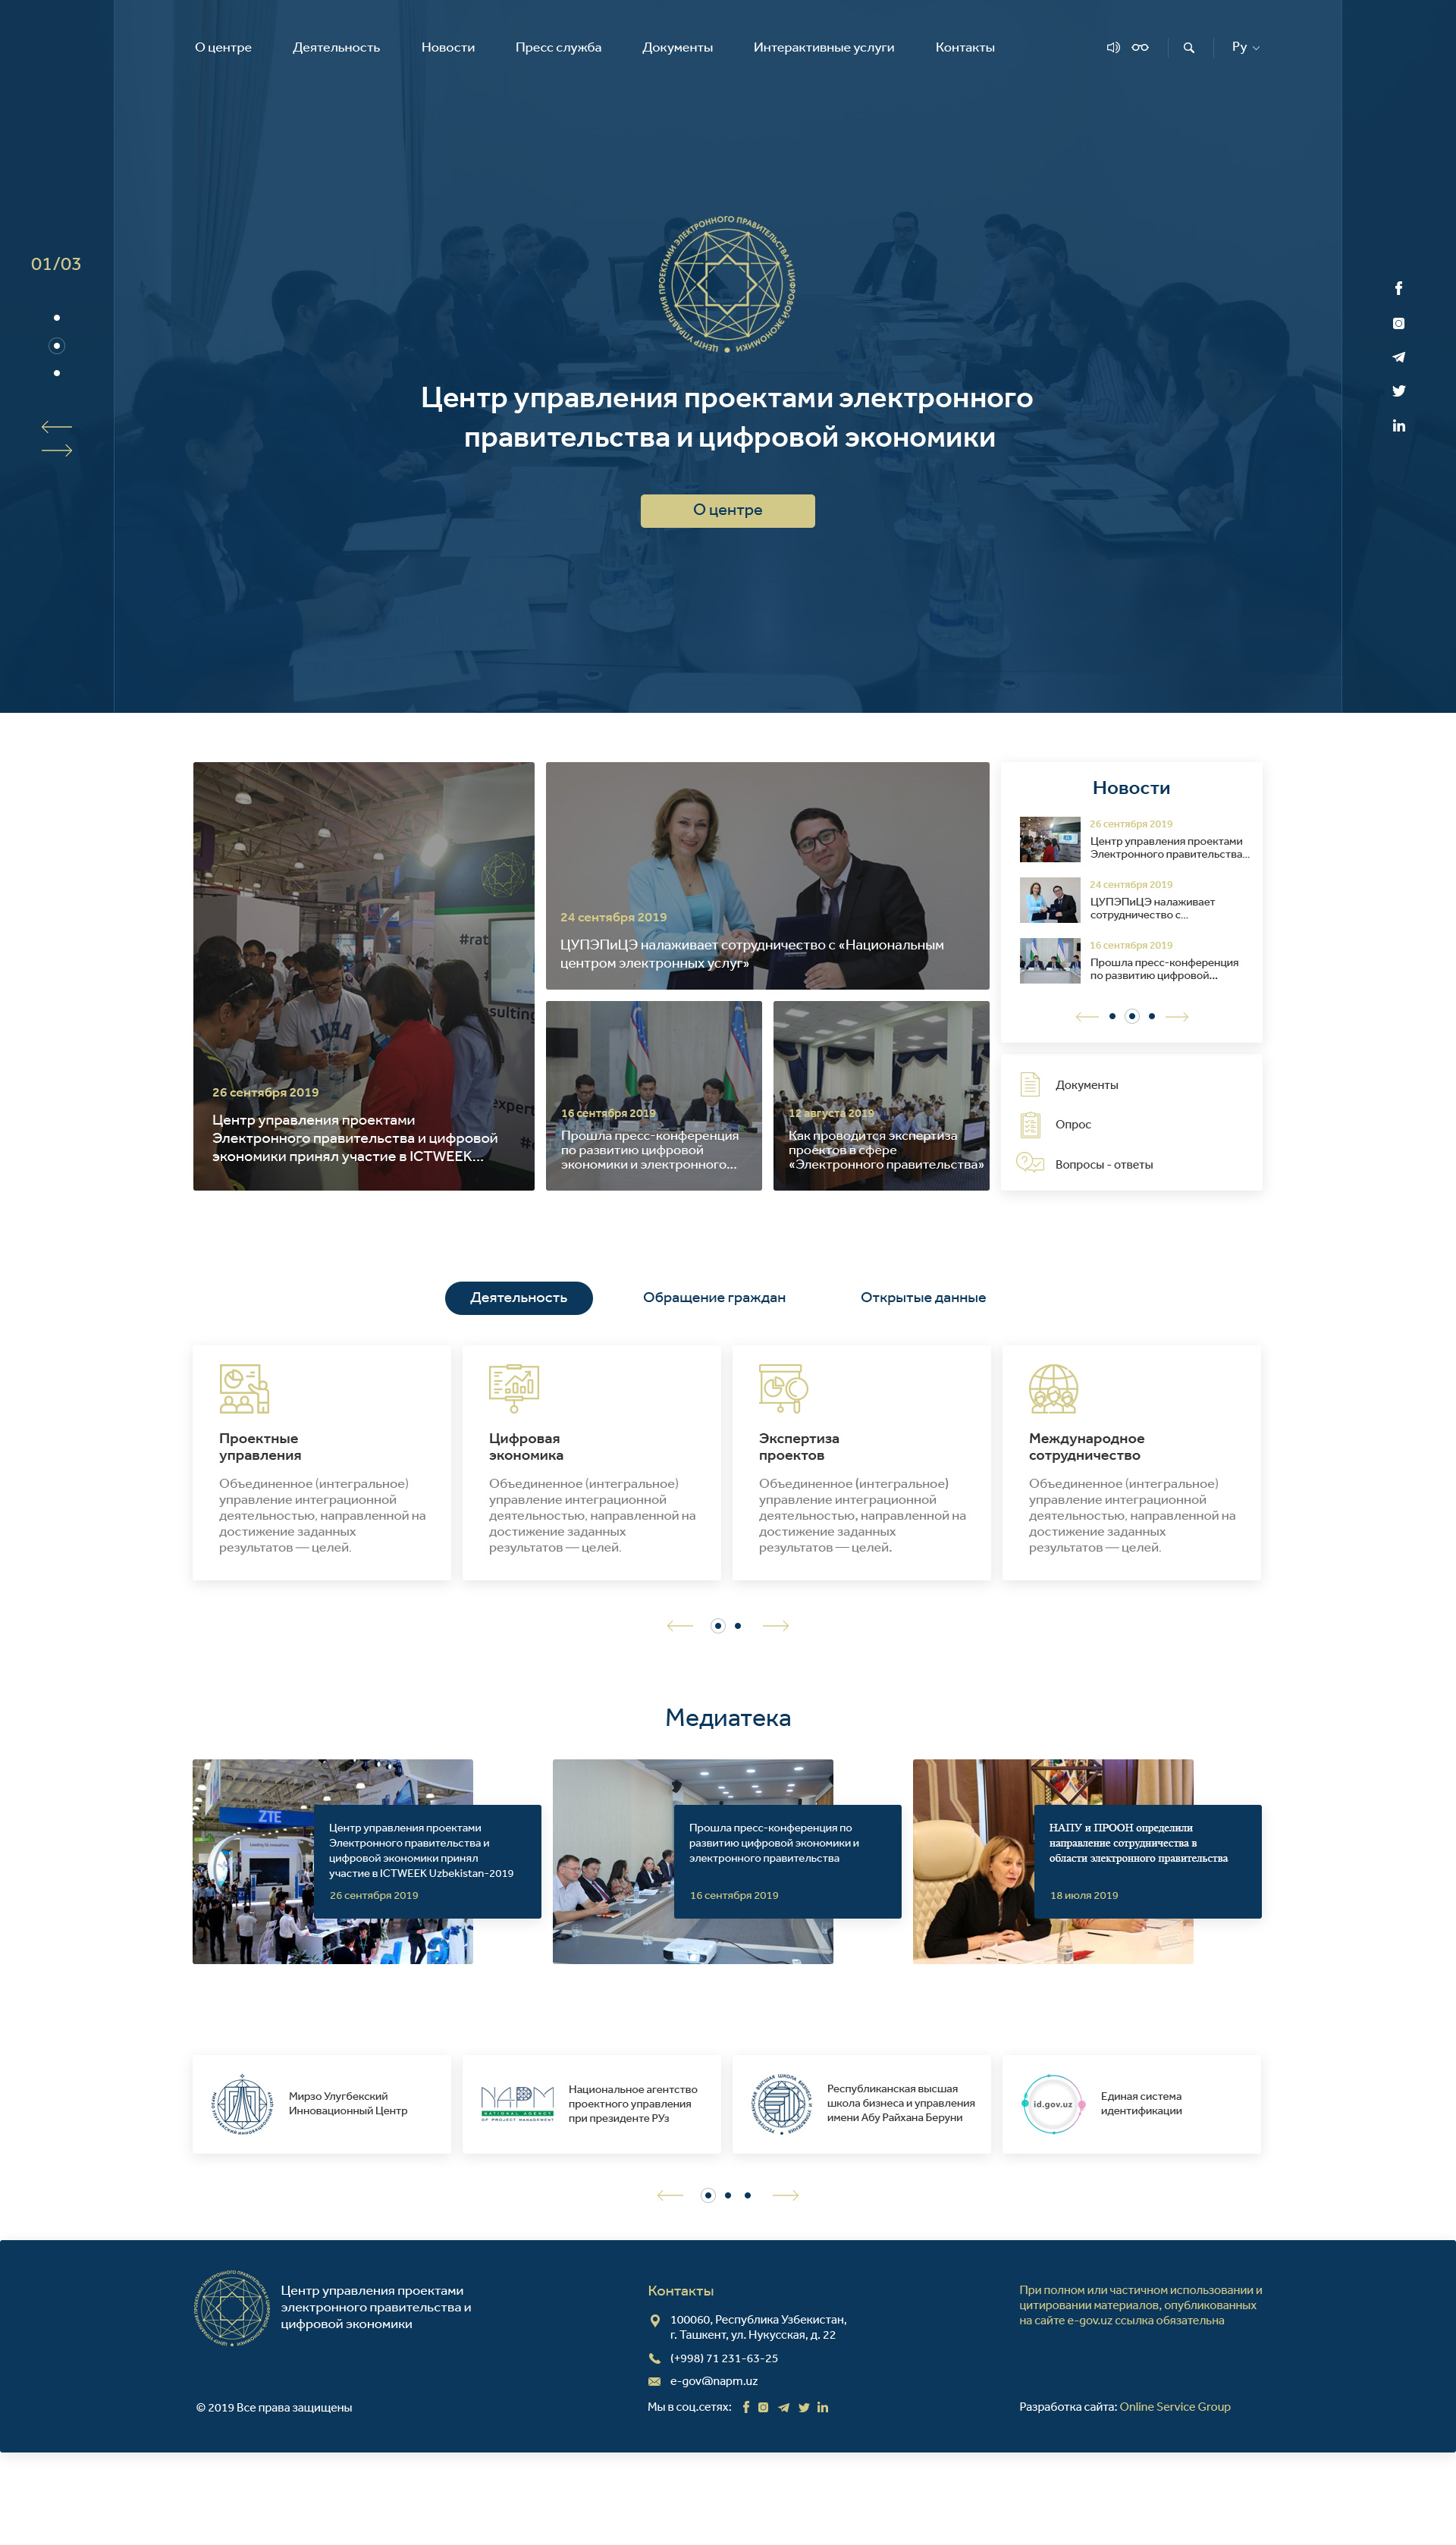 О центре
Деятельность
Новости
Пресс служба
Документы
Интерактивные услуги
Контакты
Ру
01/03
ЦЕНТР УПРАВЛЕНИЯ ПРОЕКТАМИ ЭЛЕКТРОННОГО ПРАВИТЕЛЬСТВА И ЦИФРОВОЙ ЭКОНОМИКИ
Центр управления проектами электронного
правительства и цифровой экономики
О центре
26 сентября 2019
Центр управления проектами
Электронного правительства и цифровой
экономики принял участие в ICTWEEK...
24 сентября 2019
ЦУПЭПиЦЭ налаживает сотрудничество с «Национальным
центром электронных услуг»
16 сентября 2019
Прошла пресс-конференция
по развитию цифровой
экономики и электронного...
12 августа 2019
Как проводится экспертиза
проектов в сфере
«Электронного правительства»
Новости
26 сентября 2019
Центр управления проектами
Электронного правительства...
24 сентября 2019
ЦУПЭПиЦЭ налаживает
сотрудничество с...
16 сентября 2019
Прошла пресс-конференция
по развитию цифровой...
Документы
Опрос
Вопросы - ответы
Деятельность
Обращение граждан
Открытые данные
Проектные
управления
Объединенное (интегральное)
управление интеграционной
деятельностью, направленной на
достижение заданных
результатов — целей.
Цифровая
экономика
Объединенное (интегральное)
управление интеграционной
деятельностью, направленной на
достижение заданных
результатов — целей.
Экспертиза
проектов
Объединенное (интегральное)
управление интеграционной
деятельностью, направленной на
достижение заданных
результатов — целей.
Международное
сотрудничество
Объединенное (интегральное)
управление интеграционной
деятельностью, направленной на
достижение заданных
результатов — целей.
Медиатека
ZTE
Центр управления проектами
Электронного правительства и
цифровой экономики принял
участие в ICTWEEK Uzbekistan-2019
26 сентября 2019
Прошла пресс-конференция по
развитию цифровой экономики и
электронного правительства
16 сентября 2019
НАПУ и ПРООН определили
направление сотрудничества в
области электронного правительства
18 июля 2019
Мирзо Улугбекский
Инновационный Центр
NAPM
NATIONAL AGENCY
OF PROJECT MANAGEMENT
Национальное агентство
проектного управления
при президенте РУз
Республиканская высшая
школа бизнеса и управления
имени Абу Райхана Беруни
id.gov.uz
Единая система
идентификации
Центр управления проектами
электронного правительства и
цифровой экономики
© 2019 Все права защищены
Контакты
100060, Республика Узбекистан,
г. Ташкент, ул. Нукусская, д. 22
(+998) 71 231-63-25
e-gov@napm.uz
Мы в соц.сетях:
При полном или частичном использовании и
цитировании материалов, опубликованных
на сайте e-gov.uz ссылка обязательна
Разработка сайта: Online Service Group